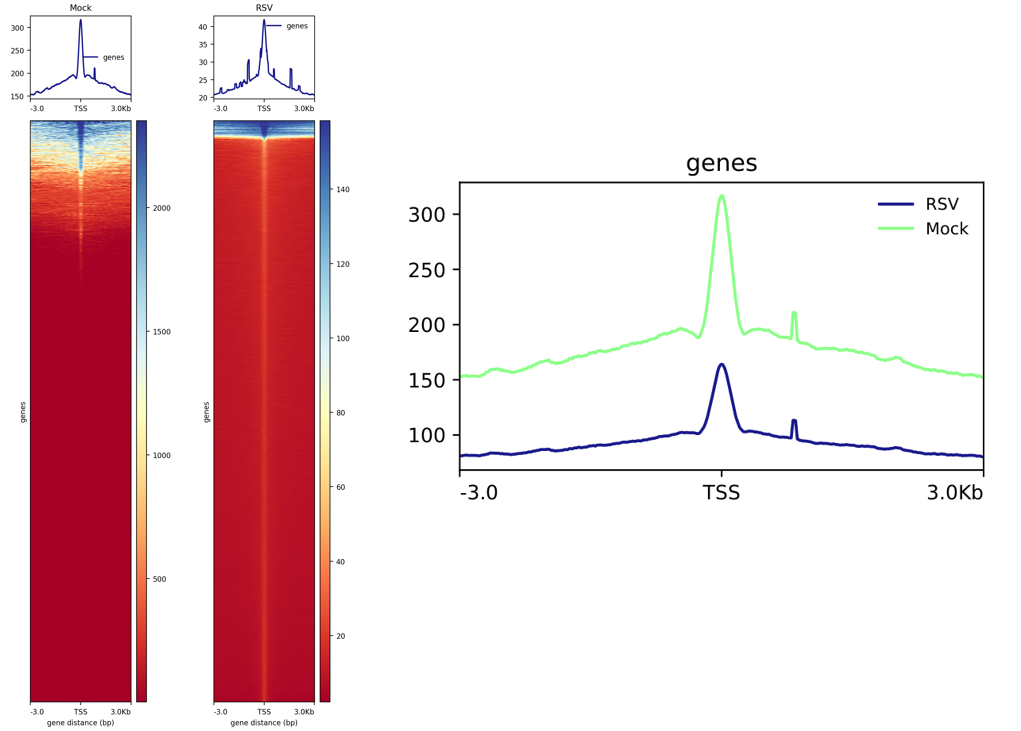 Mock
300
250
200
150
genes
-3.0 TSS 3.0Kb
genes
2000
1500
1000
500
-3.0 TSS 3.0Kb
gene distance (bp)
RSV
40
35
30
25
20
genes
-3.0 TSS 3.0Kb
genes
140
120
100
80
60
40
20
-3.0 TSS 3.0Kb
gene distance (bp)
genes
300
250
200
150
100
RSV
Mock
-3.0 TSS 3.0Kb